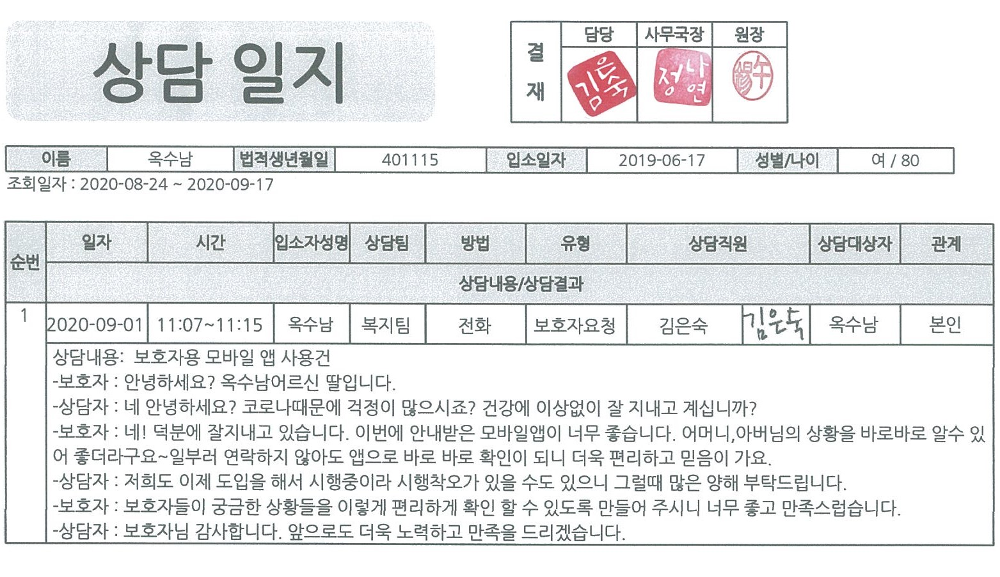 상담 일지
결재 담당 사무국장 원장
김은숙 정나연
이름 옥수남 법적생년월일 401115 입소일자 2019-06-17 성별/나이 여 / 80
조회일자 : 2020-08-24 ~ 2020-09-17
순번 일자 시간 입소자성명 상담팀 방법 유형 상담직원 상담대상자 관계
상담내용/상담결과
1 2020-09-01 11:07~11:15 옥수남 복지팀 전화 보호자요청 김은숙 김은숙 옥수남 본인
상담내용: 보호자용 모바일 앱 사용건
-보호자 : 안녕하세요? 옥수남어르신 딸입니다.
-상담자 : 네 안녕하세요? 코로나때문에 걱정이 많으시죠? 건강에 이상없이 잘 지내고 계십니까?
-보호자 : 네! 덕분에 잘지내고 있습니다. 이번에 안내받은 모바일앱이 너무 좋습니다. 어머니,아버님의 상황을 바로바로 알수 있
어 좋더라구요~일부러 연락하지 않아도 앱으로 바로 바로 확인이 되니 더욱 편리하고 믿음이 가요.
-상담자 : 저희도 이제 도입을 해서 시행중이라 시행착오가 있을 수도 있으니 그럴때 많은 양해 부탁드립니다.
-보호자 : 보호자들이 궁금한 상황들을 이렇게 편리하게 확인 할 수 있도록 만들어 주시니 너무 좋고 만족스럽습니다.
-상담자 : 보호자님 감사합니다. 앞으로도 더욱 노력하고 만족을 드리겠습니다.